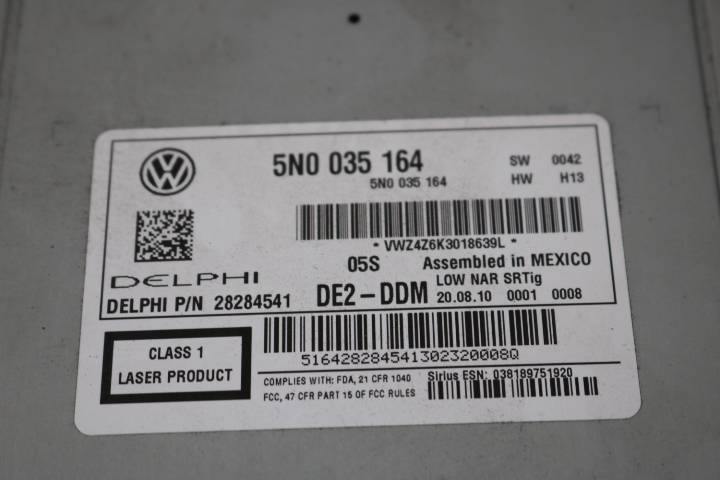 5N0 035 164 SW 0042
5N0 035 164 HW H13
* VWZ4Z6K3018639L *
05S Assembled in MEXICO
DELPHI LOW NAR SRTig
DELPHI P/N 28284541 DE2-DDM 20.08.10 0001 0008
CLASS 1
LASER PRODUCT
516428284541302320008Q
COMPLIES WITH: FDA, 21 CFR 1040
FCC, 47 CFR PART 15 OF FCC RULES
Sirius ESN: 038189751920